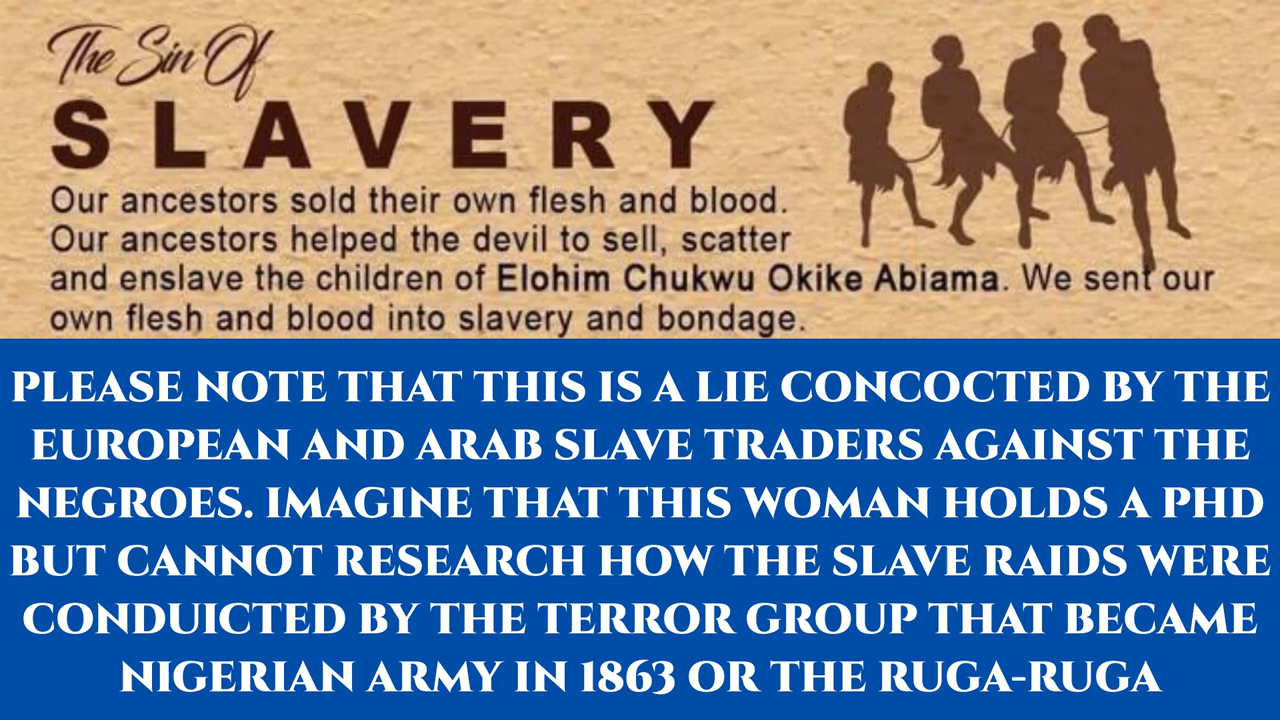 The Sin Of
SLAVERY
Our ancestors sold their own flesh and blood.
Our ancestors helped the devil to sell, scatter
and enslave the children of Elohim Chukwu Okike Abiama. We sent our
own flesh and blood into slavery and bondage.
PLEASE NOTE THAT THIS IS A LIE CONCOCTED BY THE
EUROPEAN AND ARAB SLAVE TRADERS AGAINST THE
NEGROES. IMAGINE THAT THIS WOMAN HOLDS A PHD
BUT CANNOT RESEARCH HOW THE SLAVE RAIDS WERE
CONDUICTED BY THE TERROR GROUP THAT BECAME
NIGERIAN ARMY IN 1863 OR THE RUGA-RUGA